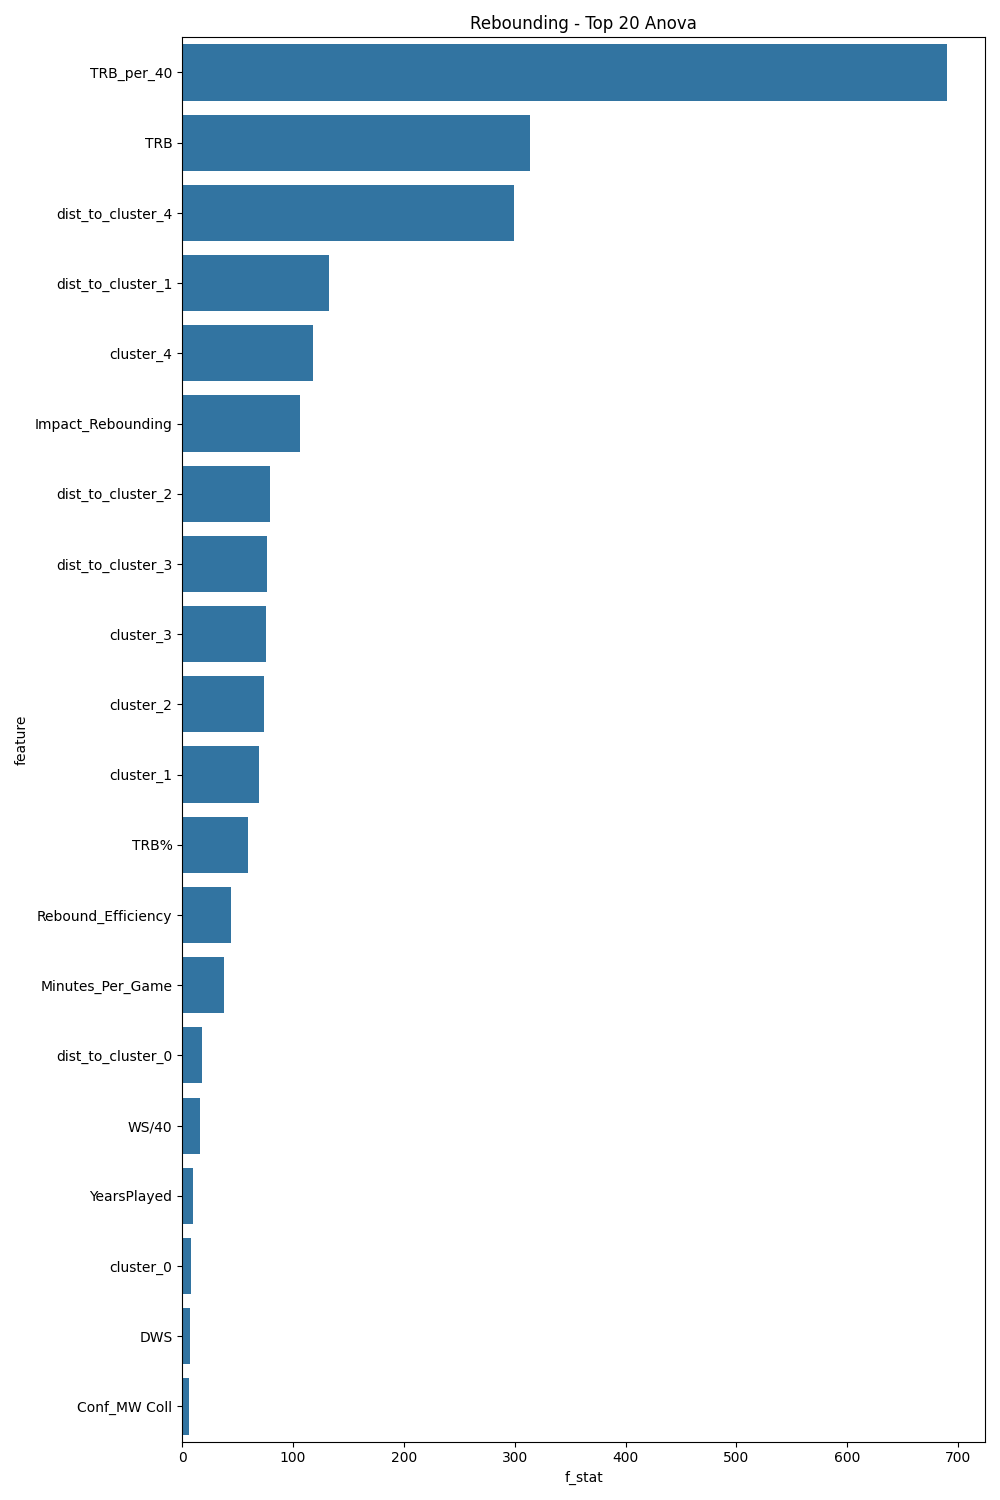 Rebounding - Top 20 Anova
TRB_per_40
TRB
dist_to_cluster_4
dist_to_cluster_1
cluster_4
Impact_Rebounding
dist_to_cluster_2
dist_to_cluster_3
cluster_3
cluster_2
cluster_1
TRB%
Rebound_Efficiency
Minutes_Per_Game
dist_to_cluster_0
WS/40
YearsPlayed
cluster_0
DWS
Conf_MW Coll
feature
0 100 200 300 400 500 600 700
f_stat